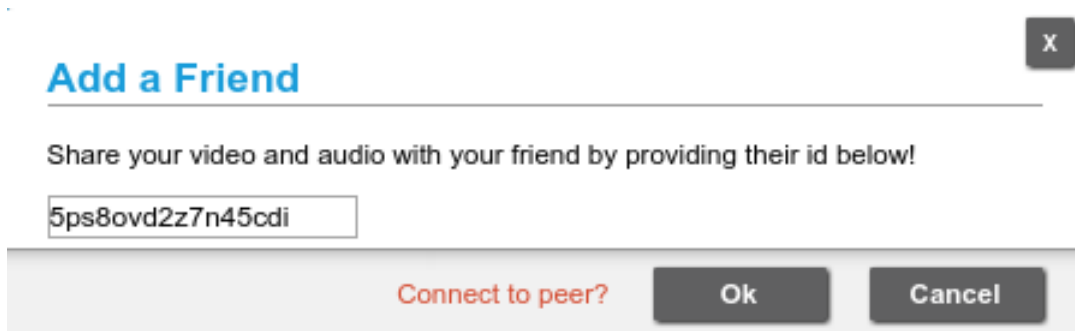 X
Add a Friend
Share your video and audio with your friend by providing their id below!
5ps8ovd2z7n45cdi
Connect to peer? Ok Cancel